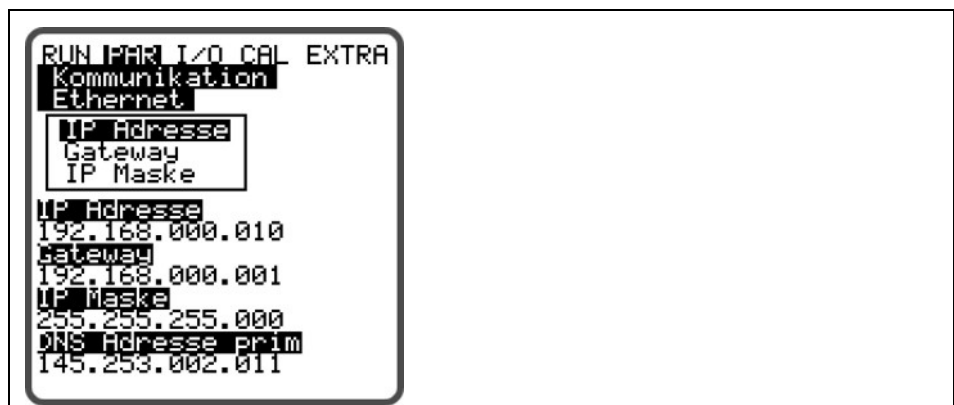 RUN PAR I/O CAL EXTRA
Kommunikation
Ethernet
IP Adresse
Gateway
IP Maske
IP Adresse
192.168.000.010
Gateway
192.168.000.001
IP Maske
255.255.255.000
DNS Adresse prim
145.253.002.011